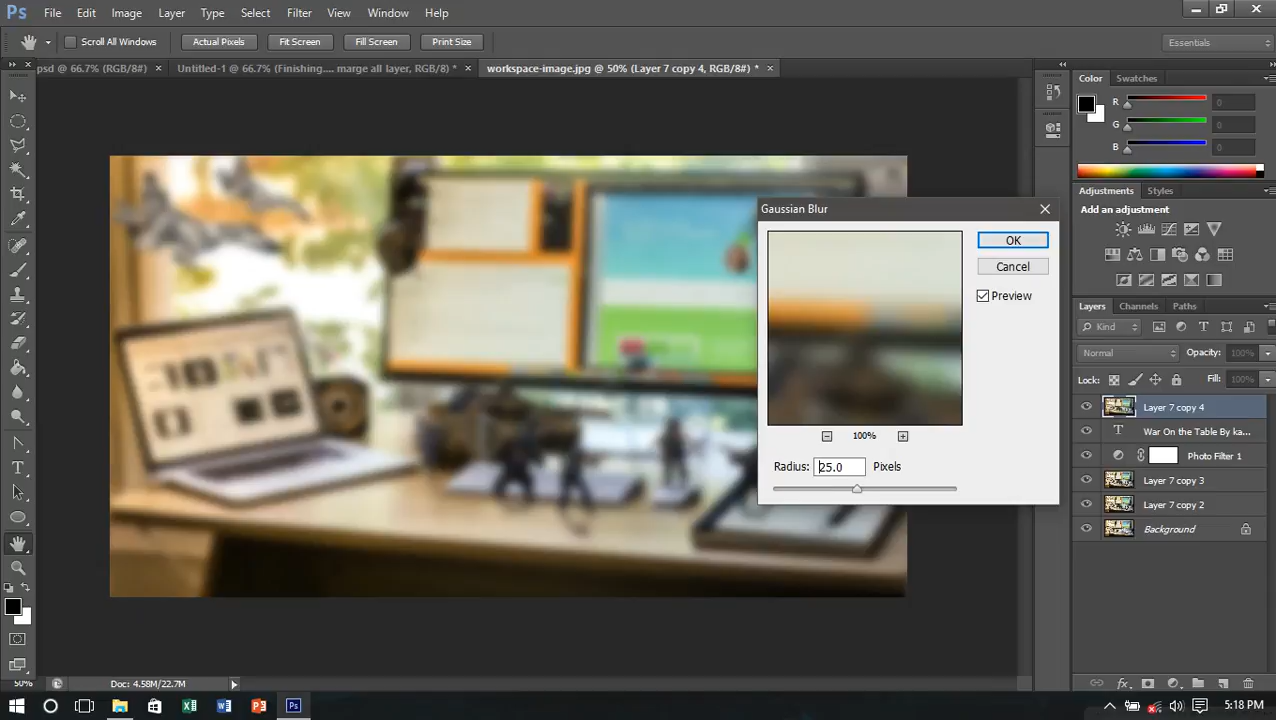 Ps File Edit Image Layer Type Select Filter View Window Help
Scroll All Windows Actual Pixels Fit Screen Fill Screen Print Size Essentials
psd @ 66.7% (RGB/8#) × Untitled-1 @ 66.7% (Finishing.... marge all layer, RGB/8) * × workspace-image.jpg @ 50% (Layer 7 copy 4, RGB/8#) * ×
Color Swatches
R 0
G 0
B 0
Adjustments Styles
Add an adjustment
Gaussian Blur
OK
Cancel
Preview
100%
Radius: 25.0 Pixels
Layers Channels Paths
Kind
Normal Opacity: 100%
Lock: Fill: 100%
Layer 7 copy 4
T War On the Table By ka...
Photo Filter 1
Layer 7 copy 3
Layer 7 copy 2
Background
50% Doc: 4.58M/22.7M
Ps 5:18 PM